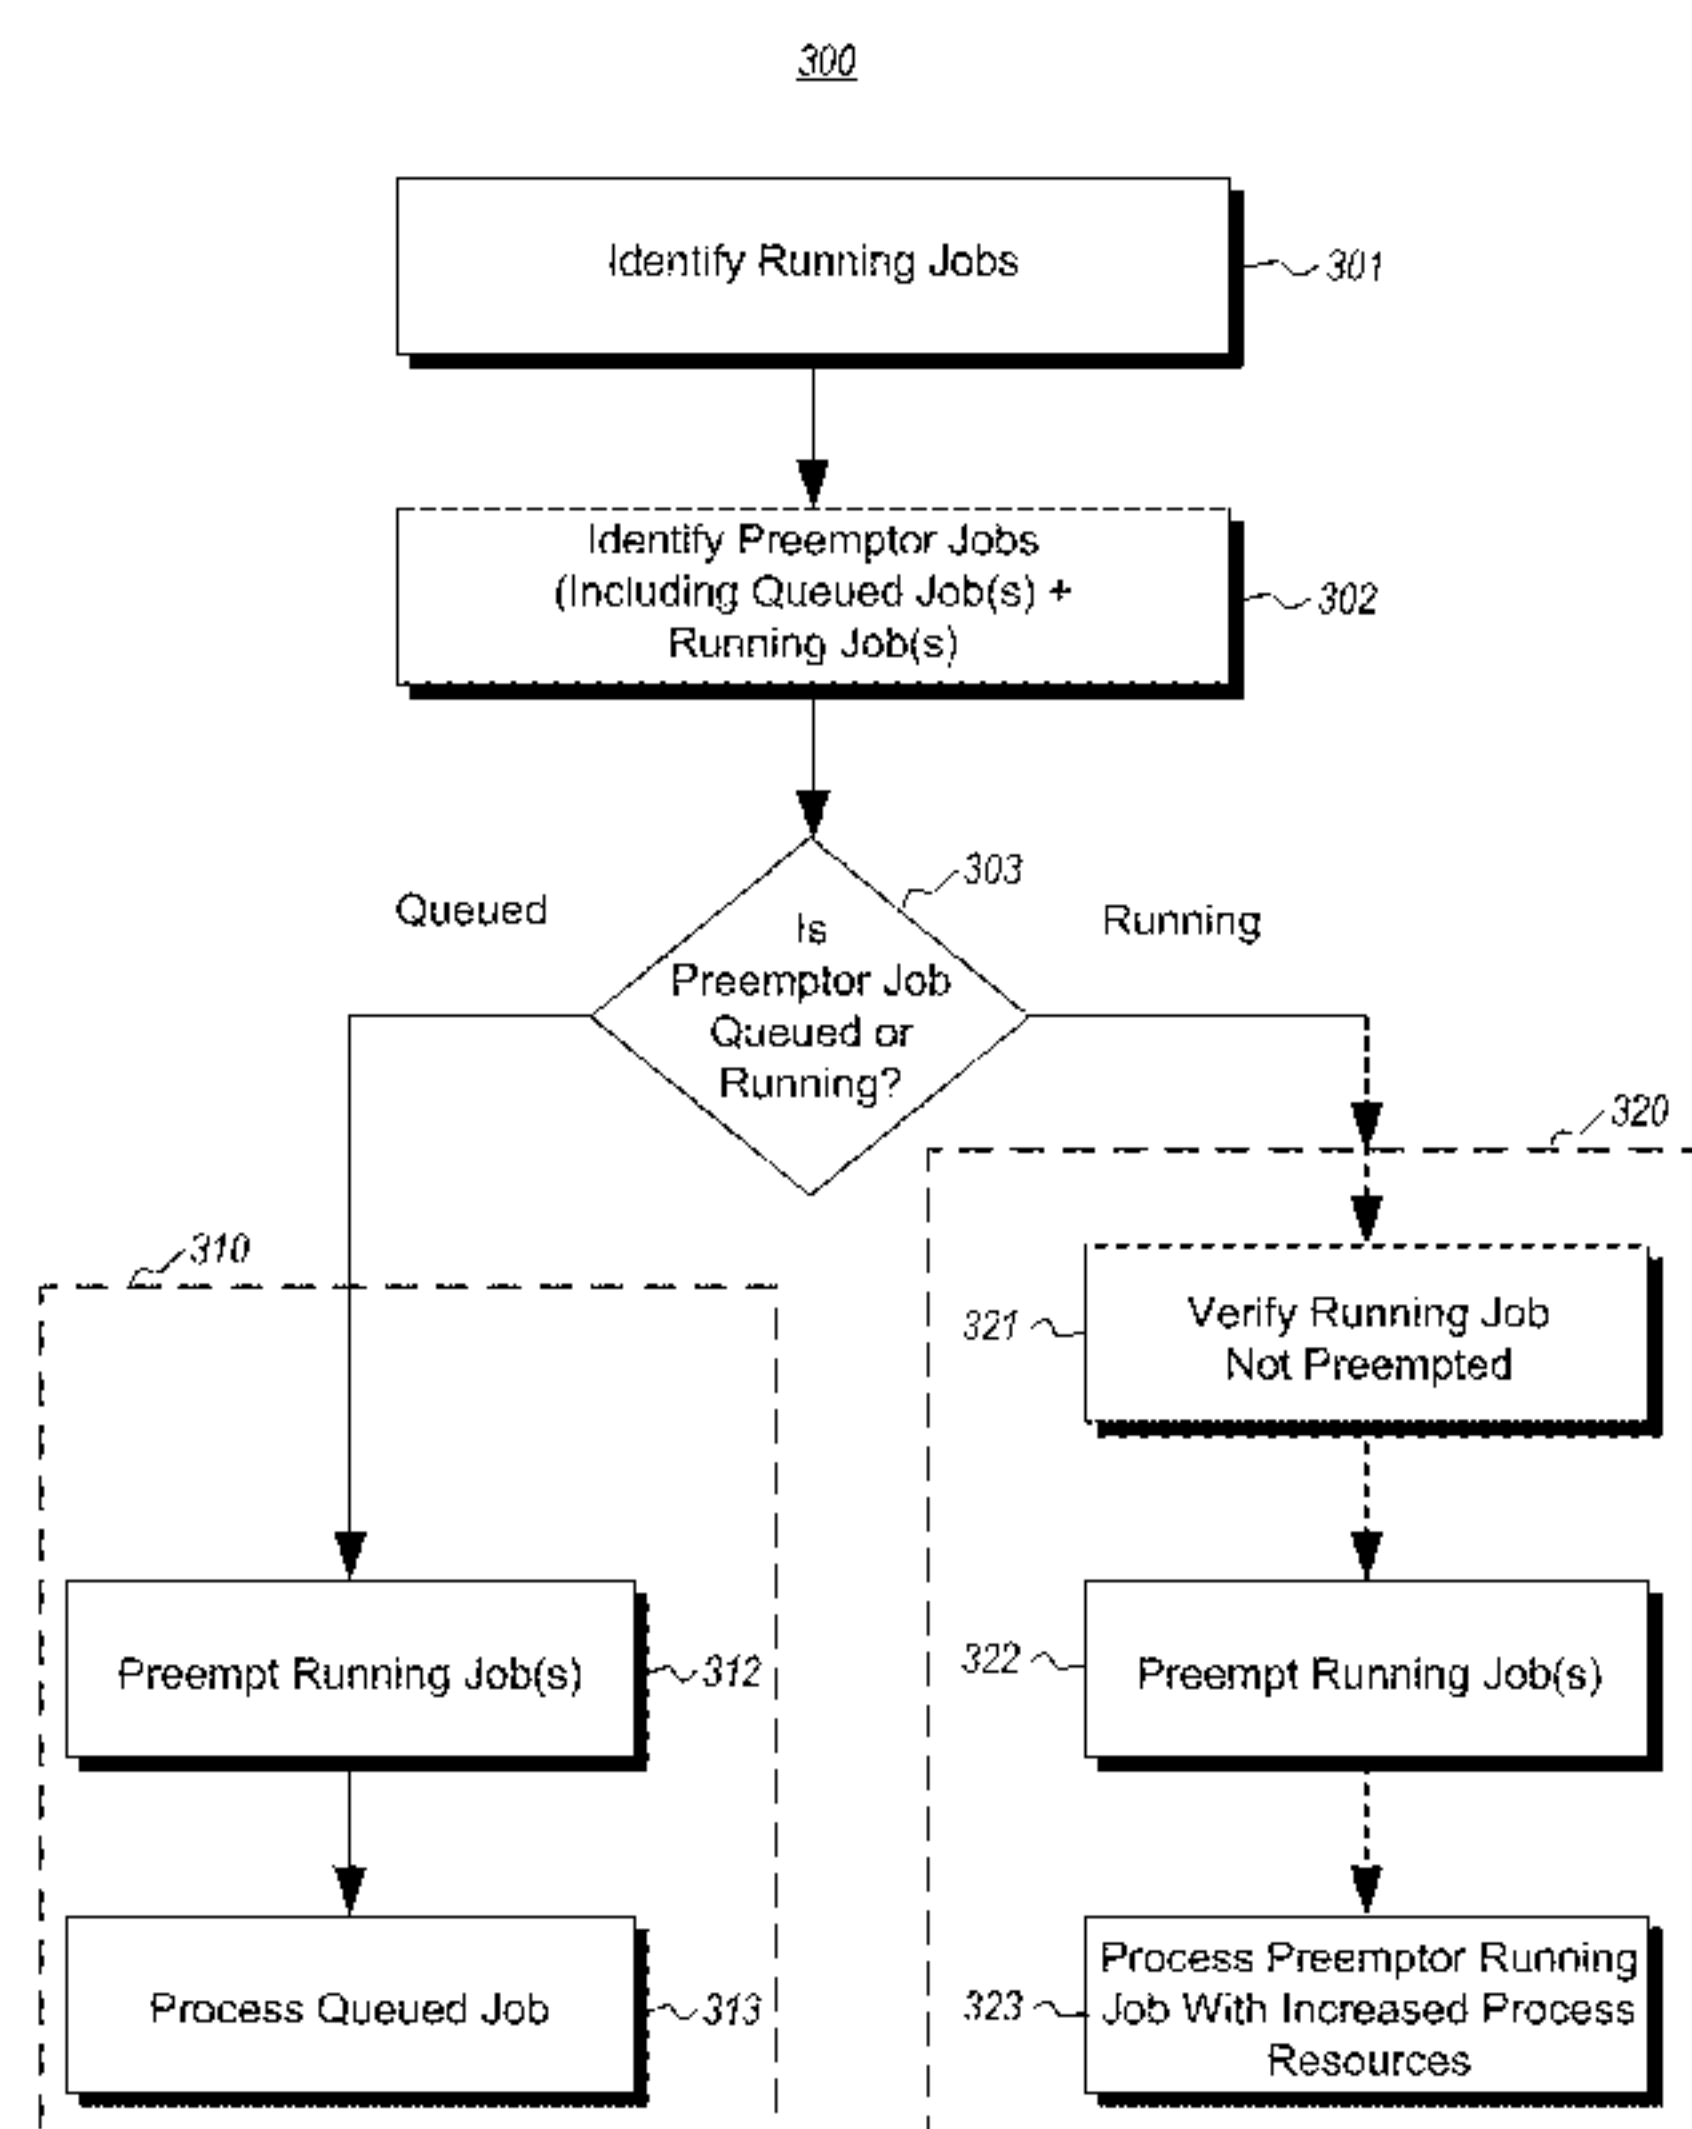 300
Identify Running Jobs
301
Identify Preemptor Jobs
(Including Queued Job(s) +
Running Job(s)
302
303
Queued
Running
Is
Preemptor Job
Queued or
Running?
320
310
321
Verify Running Job
Not Preempted
Preempt Running Job(s)
312
322
Preempt Running Job(s)
Process Queued Job
313
323
Process Preemptor Running
Job With Increased Process
Resources